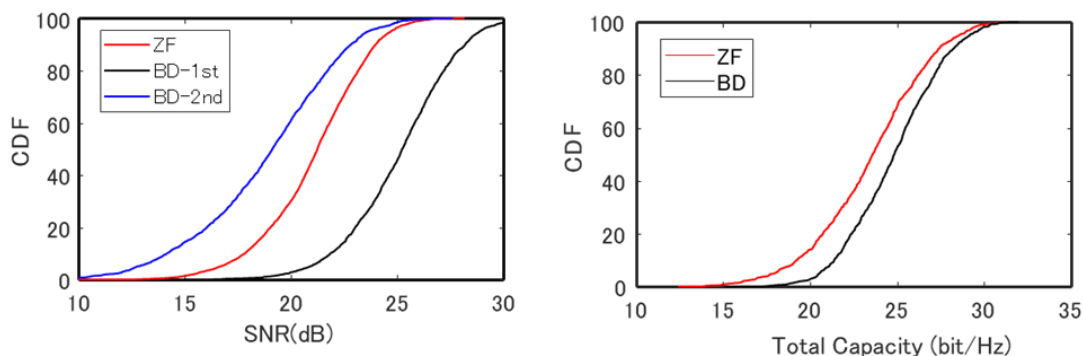 100
80
60
40
20
0
CDF
ZF
BD-1st
BD-2nd
10 15 20 25 30
SNR(dB)
100
80
60
40
20
0
CDF
ZF
BD
10 15 20 25 30 35
Total Capacity (bit/Hz)